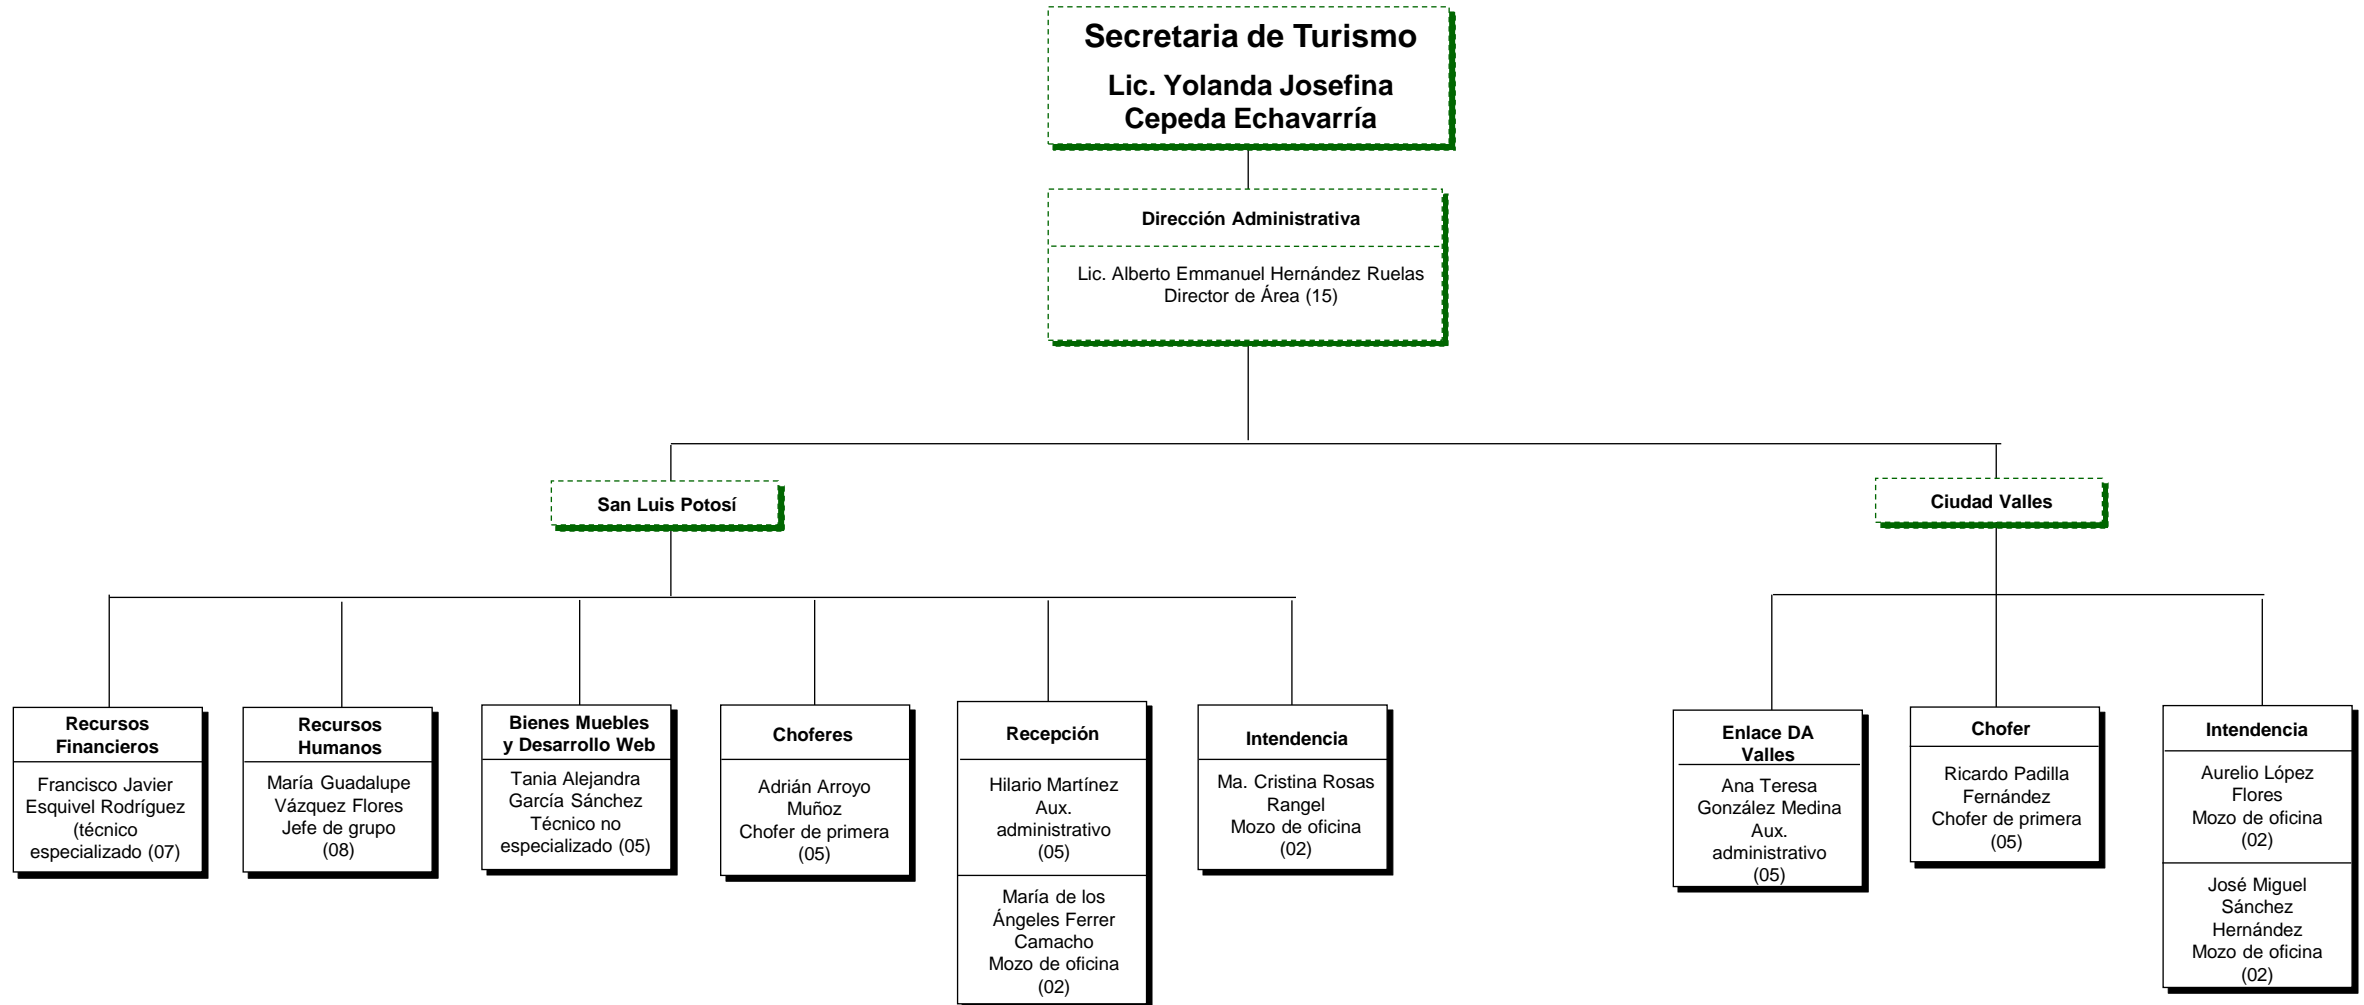 Secretaria de Turismo
Lic. Yolanda Josefina
Cepeda Echavarría
Dirección Administrativa
Lic. Alberto Emmanuel Hernández Ruelas
Director de Área (15)
San Luis Potosí
Ciudad Valles
Recursos
Financieros
Francisco Javier
Esquivel Rodríguez
(técnico
especializado (07)
Recursos
Humanos
María Guadalupe
Vázquez Flores
Jefe de grupo
(08)
Bienes Muebles
y Desarrollo Web
Tania Alejandra
García Sánchez
Técnico no
especializado (05)
Choferes
Adrián Arroyo
Muñoz
Chofer de primera
(05)
Recepción
Hilario Martínez
Aux.
administrativo
(05)
María de los
Ángeles Ferrer
Camacho
Mozo de oficina
(02)
Intendencia
Ma. Cristina Rosas
Rangel
Mozo de oficina
(02)
Enlace DA
Valles
Ana Teresa
González Medina
Aux.
administrativo
(05)
Chofer
Ricardo Padilla
Fernández
Chofer de primera
(05)
Intendencia
Aurelio López
Flores
Mozo de oficina
(02)
José Miguel
Sánchez
Hernández
Mozo de oficina
(02)